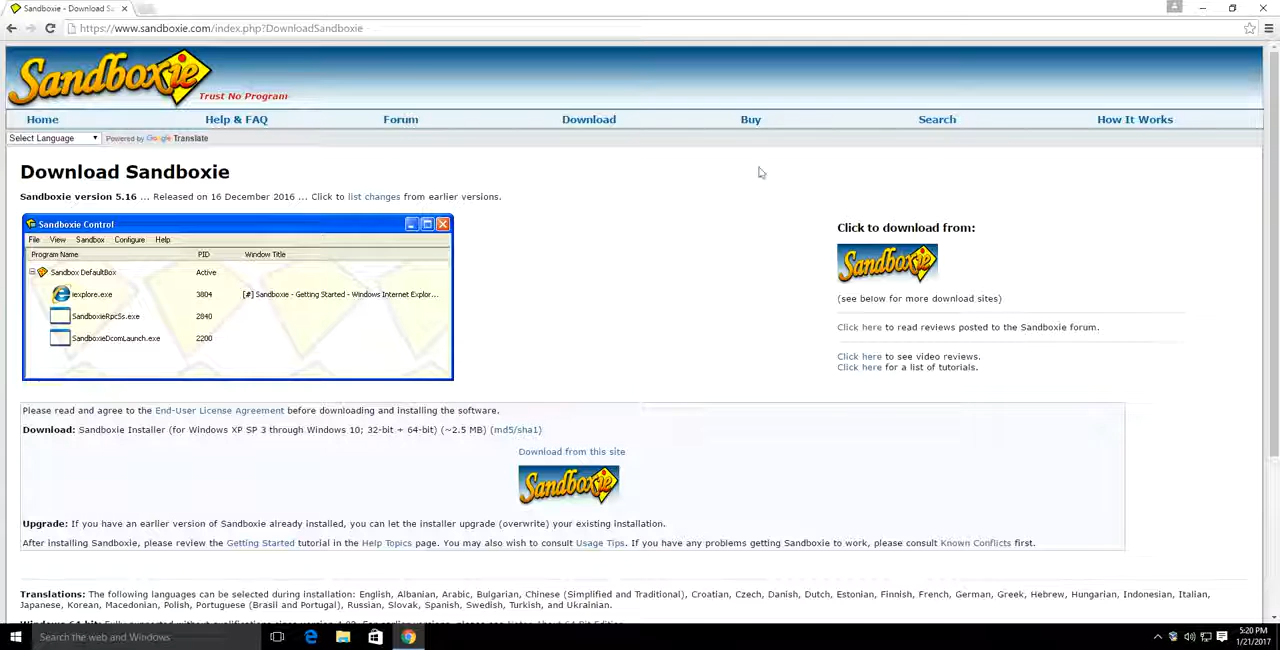 Sandboxie - Download Sa
https://www.sandboxie.com/index.php?DownloadSandboxie
Sandboxie
Trust No Program
Home Help & FAQ Forum Download Buy Search How It Works
Select Language Powered by Google Translate
Download Sandboxie
Sandboxie version 5.16 ... Released on 16 December 2016 ... Click to list changes from earlier versions.
Sandboxie Control
File View Sandbox Configure Help
Program Name PID Window Title
Sandbox DefaultBox Active
iexplore.exe 3804 [#] Sandboxie - Getting Started - Windows Internet Explor...
SandboxieRpcSs.exe 2840
SandboxieDcomLaunch.exe 2200
Click to download from:
Sandboxie
(see below for more download sites)
Click here to read reviews posted to the Sandboxie forum.
Click here to see video reviews.
Click here for a list of tutorials.
Please read and agree to the End-User License Agreement before downloading and installing the software.
Download: Sandboxie Installer (for Windows XP SP 3 through Windows 10; 32-bit + 64-bit) (~2.5 MB) (md5/sha1)
Download from this site
Sandboxie
Upgrade: If you have an earlier version of Sandboxie already installed, you can let the installer upgrade (overwrite) your existing installation.
After installing Sandboxie, please review the Getting Started tutorial in the Help Topics page. You may also wish to consult Usage Tips. If you have any problems getting Sandboxie to work, please consult Known Conflicts first.
Translations: The following languages can be selected during installation: English, Albanian, Arabic, Bulgarian, Chinese (Simplified and Traditional), Croatian, Czech, Danish, Dutch, Estonian, Finnish, French, German, Greek, Hebrew, Hungarian, Indonesian, Italian,
Japanese, Korean, Macedonian, Polish, Portuguese (Brasil and Portugal), Russian, Slovak, Spanish, Swedish, Turkish, and Ukrainian.
Search the web and Windows
5:20 PM
1/21/2017